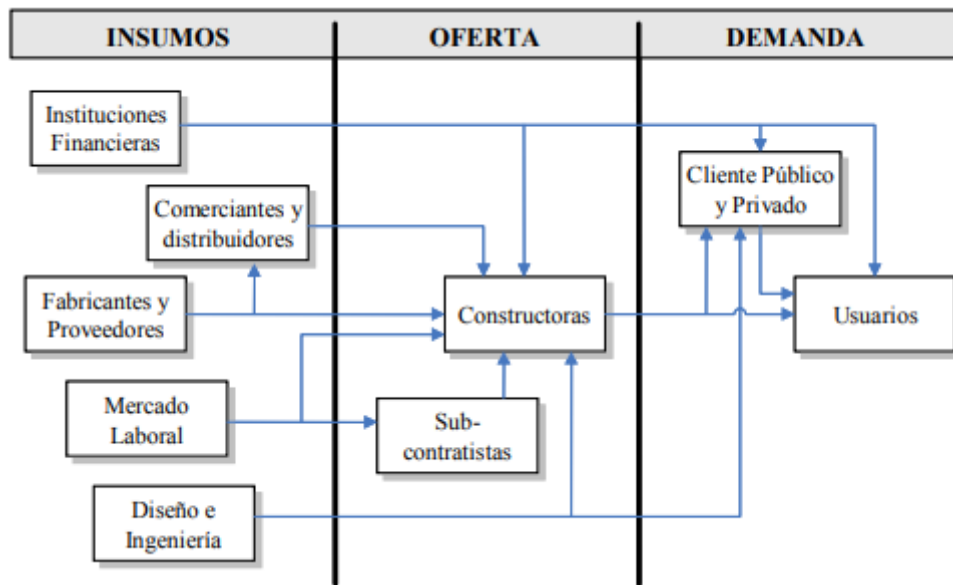 INSUMOS
OFERTA
DEMANDA
Instituciones
Financieras
Cliente Público
y Privado
Comerciantes y
distribuidores
Fabricantes y
Proveedores
Constructoras
Usuarios
Mercado
Laboral
Sub-
contratistas
Diseño e
Ingeniería